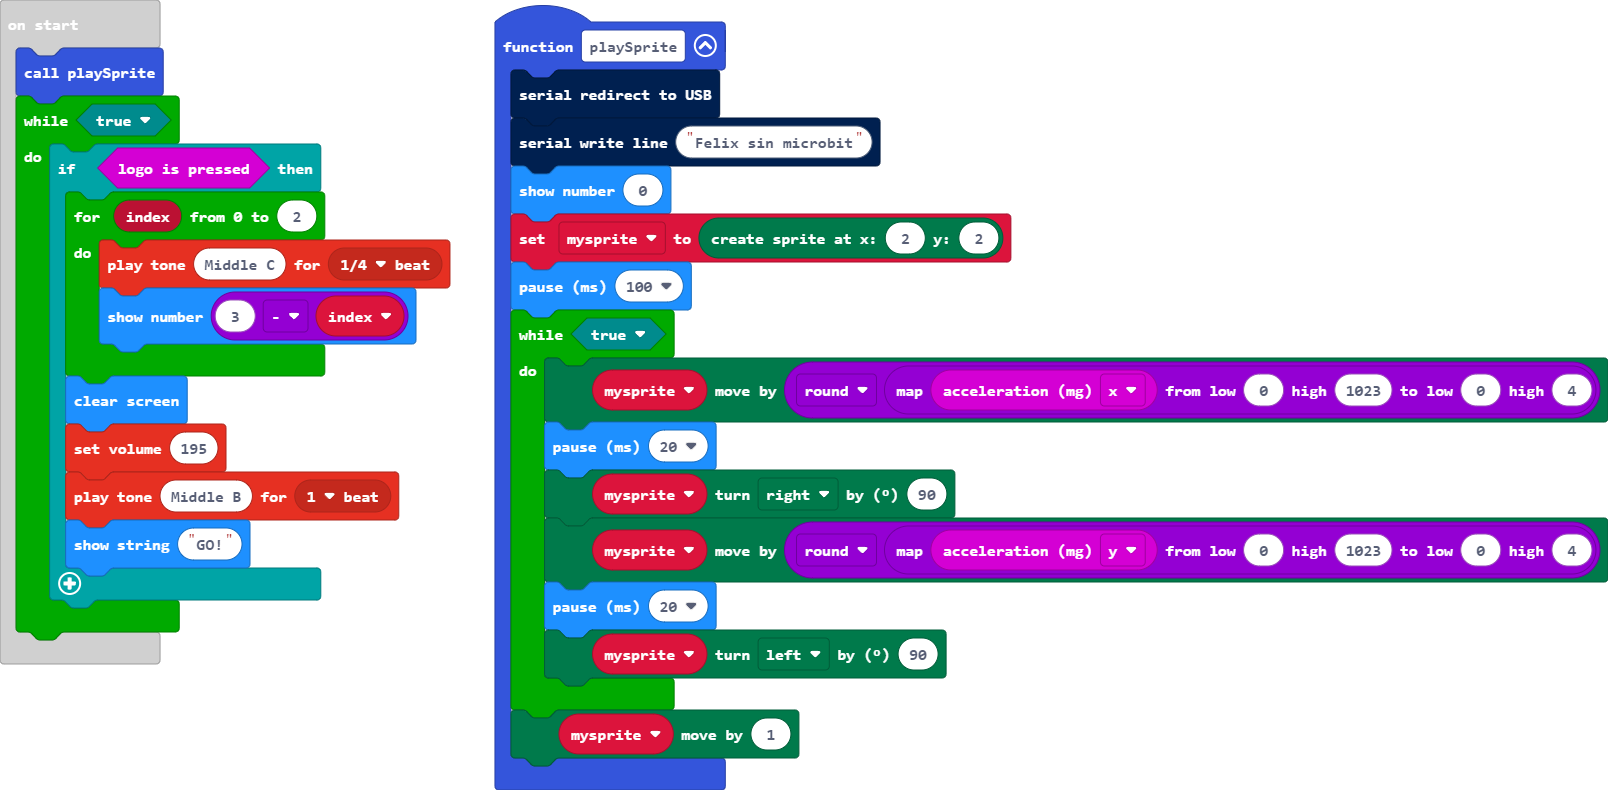 on start
call playSprite
while true
do
if logo is pressed then
for index from 0 to 2
do
play tone Middle C for 1/4 beat
show number 3 - index
clear screen
set volume 195
play tone Middle B for 1 beat
show string "GO!"
function playSprite
serial redirect to USB
serial write line "Felix sin microbit"
show number 0
set mysprite to create sprite at x: 2 y: 2
pause (ms) 100
while true
do
mysprite move by round map acceleration (mg) x from low 0 high 1023 to low 0 high 4
pause (ms) 20
mysprite turn right by (º) 90
mysprite move by round map acceleration (mg) y from low 0 high 1023 to low 0 high 4
pause (ms) 20
mysprite turn left by (º) 90
mysprite move by 1